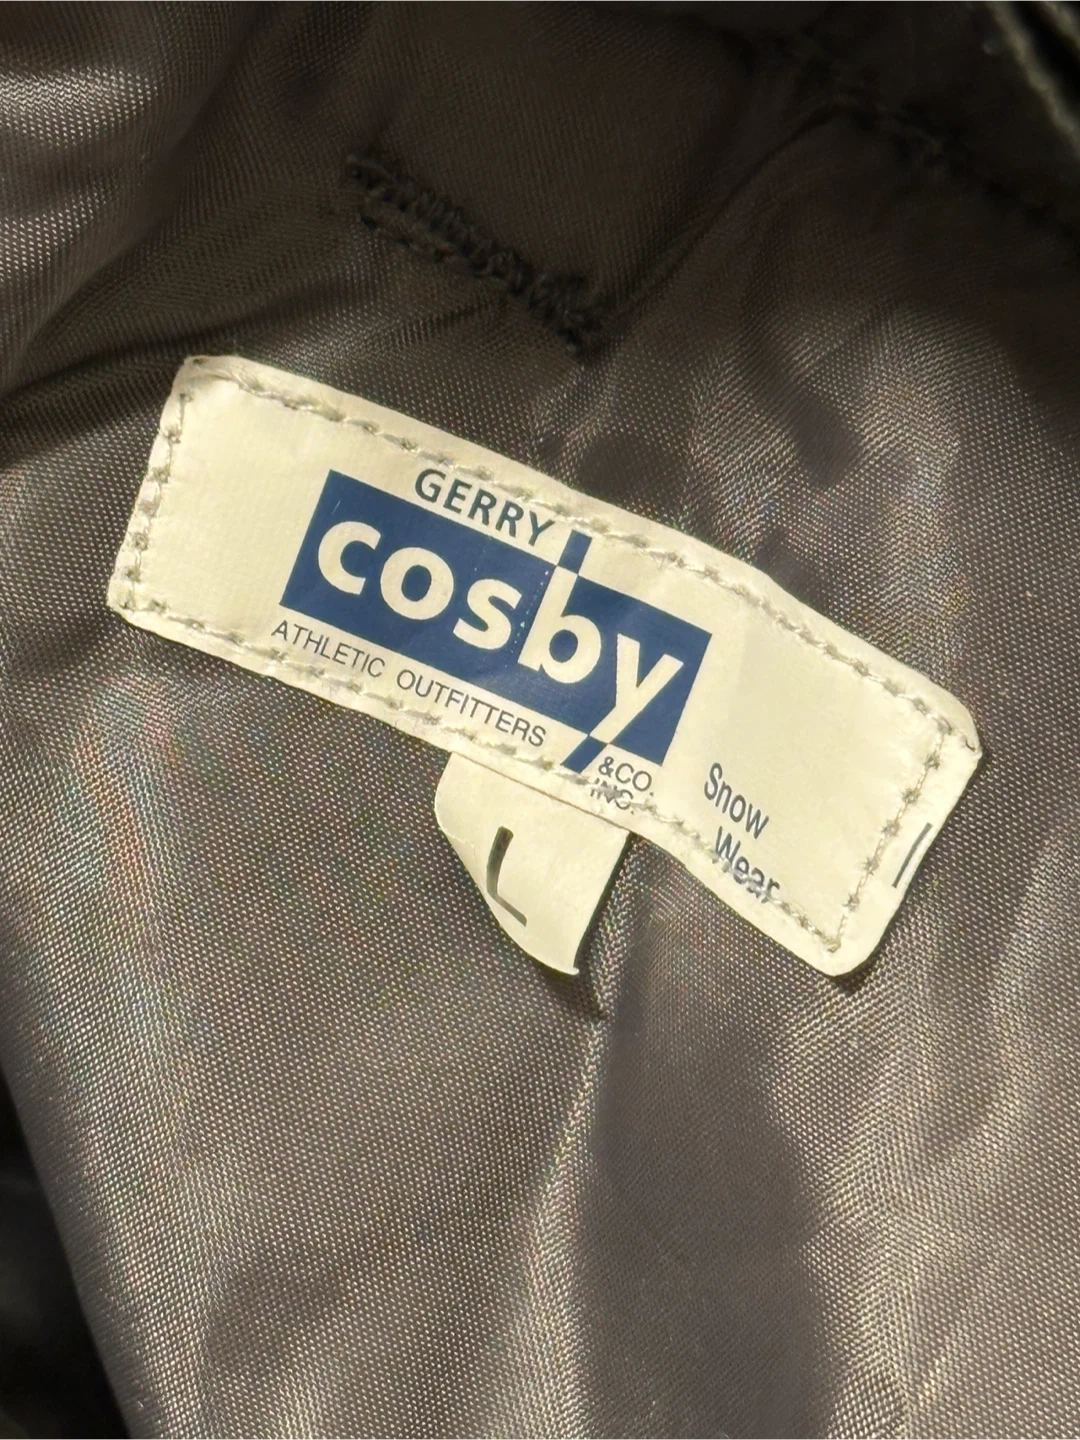 GERRY
cosby
ATHLETIC OUTFITTERS
&CO.
INC.
Snow
Wear
L